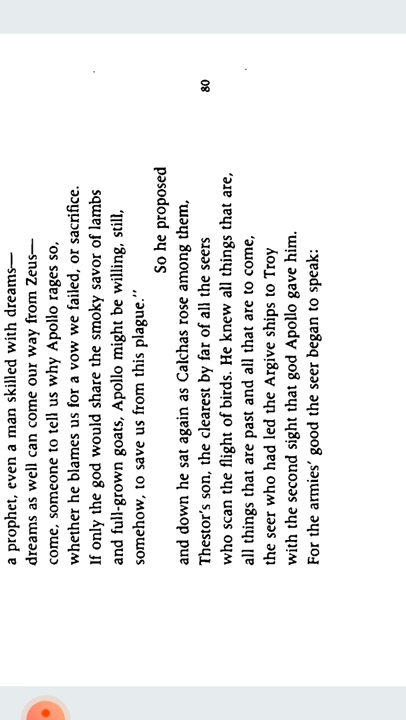 a prophet, even a man skilled with dreams—
dreams as well can come our way from Zeus—
come, someone to tell us why Apollo rages so,
whether he blames us for a vow we failed, or sacrifice.
If only the god would share the smoky savor of lambs
and full-grown goats, Apollo might be willing, still,
somehow, to save us from this plague."
So he proposed
and down he sat again as Calchas rose among them,
Thestor's son, the clearest by far of all the seers 80
who scan the flight of birds. He knew all things that are,
all things that are past and all that are to come,
the seer who had led the Argive ships to Troy
with the second sight that god Apollo gave him.
For the armies' good the seer began to speak: